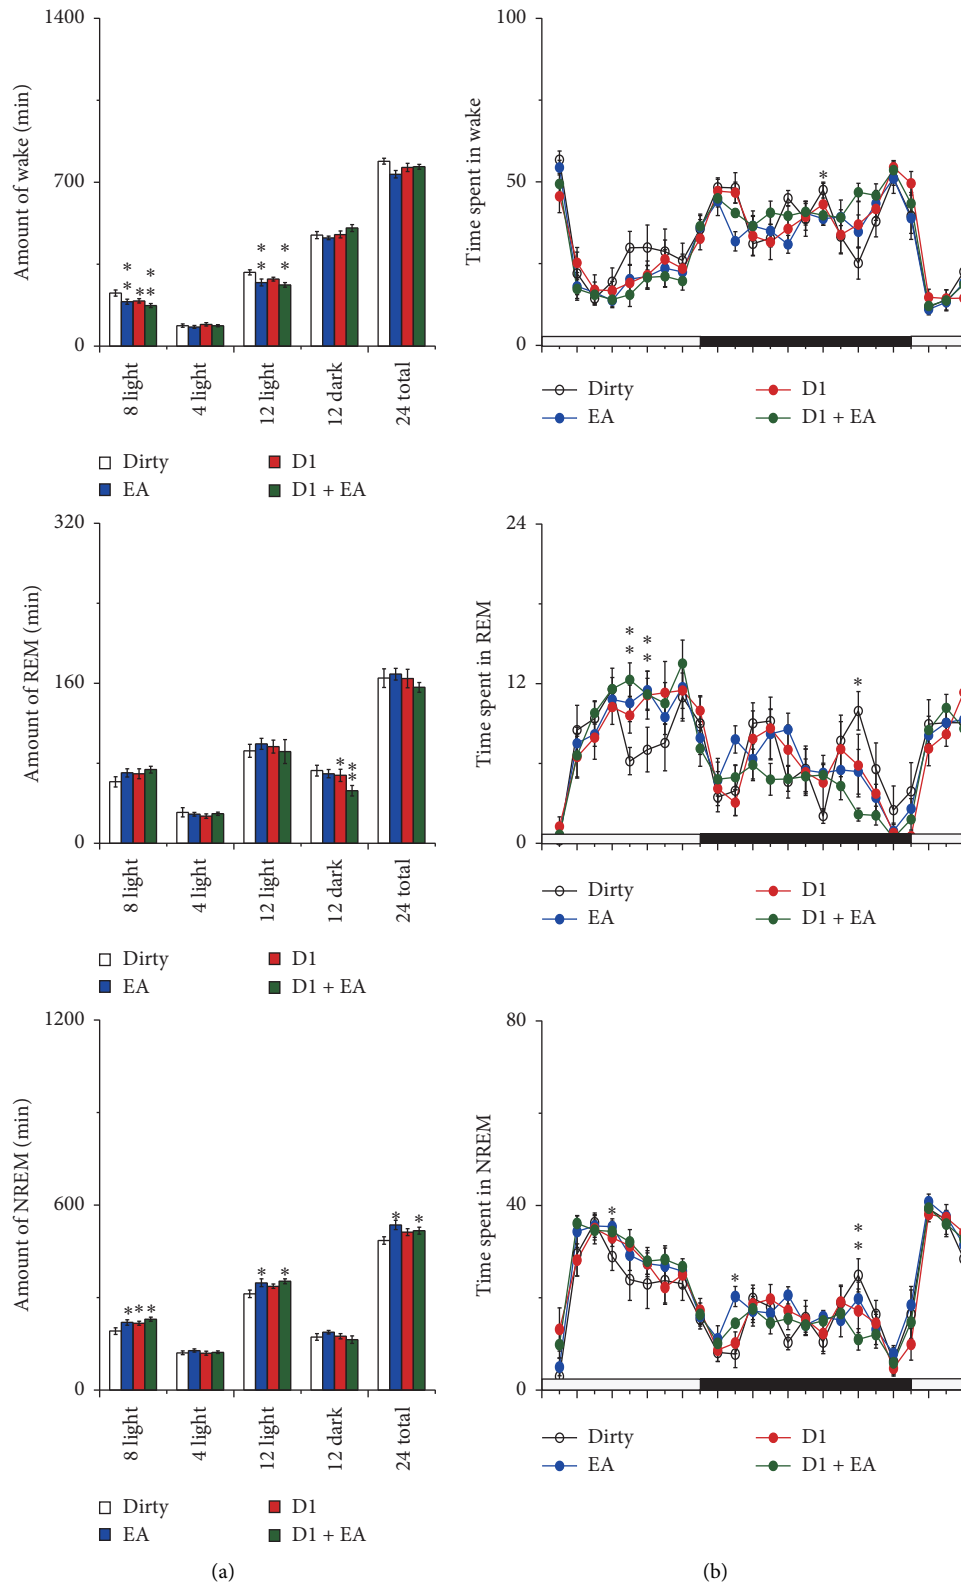 1400
700
0
Amount of wake (min)
* * * *
* * * * * *
* *
* *
8 light
4 light
12 light
12 dark
24 total
Dirty
D1
EA
D1 + EA
320
160
0
Amount of REM (min)
* * *
*
8 light
4 light
12 light
12 dark
24 total
Dirty
D1
EA
D1 + EA
1200
600
0
Amount of NREM (min)
* * * * * * *
8 light
4 light
12 light
12 dark
24 total
Dirty
D1
EA
D1 + EA
(a)
100
50
0
Time spent in wake
*
Dirty
D1
EA
D1 + EA
24
12
0
Time spent in REM
* *
* *
*
Dirty
D1
EA
D1 + EA
80
40
0
Time spent in NREM
* *
* *
Dirty
D1
EA
D1 + EA
(b)